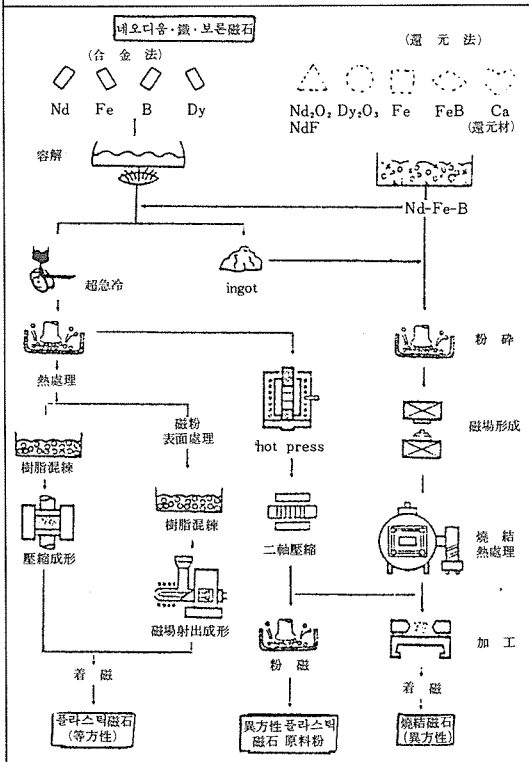 네오디움·鐵·보론磁石
(合金法)
(還元法)
Nd Fe B Dy
Nd₂O₂ Dy₂O₃ Fe FeB Ca
NdF
(還元材)
容解
Nd-Fe-B
超急冷
ingot
粉碎
熱處理
磁粉
表面處理
hot press
磁場形成
樹脂混練
樹脂混練
二軸壓縮
燒結
熱處理
壓縮成形
磁場射出成形
粉磁
加工
着磁
着磁
플라스틱磁石
(等方性)
異方性 플라스틱
磁石 原料粉
燒結磁石
(異方性)